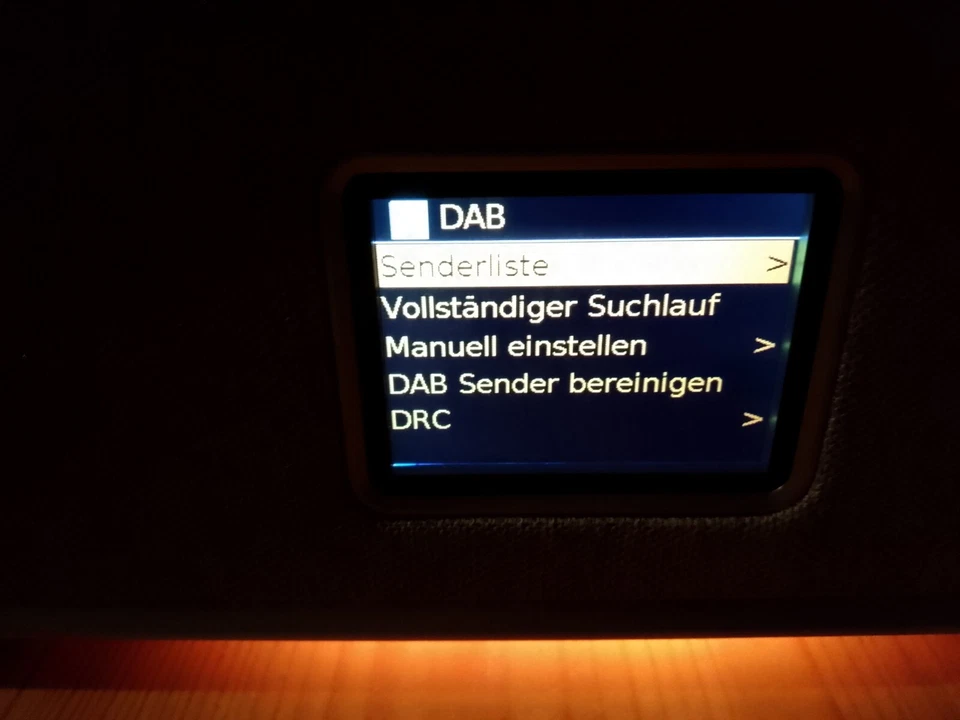 DAB
Senderliste >
Vollständiger Suchlauf
Manuell einstellen >
DAB Sender bereinigen
DRC >